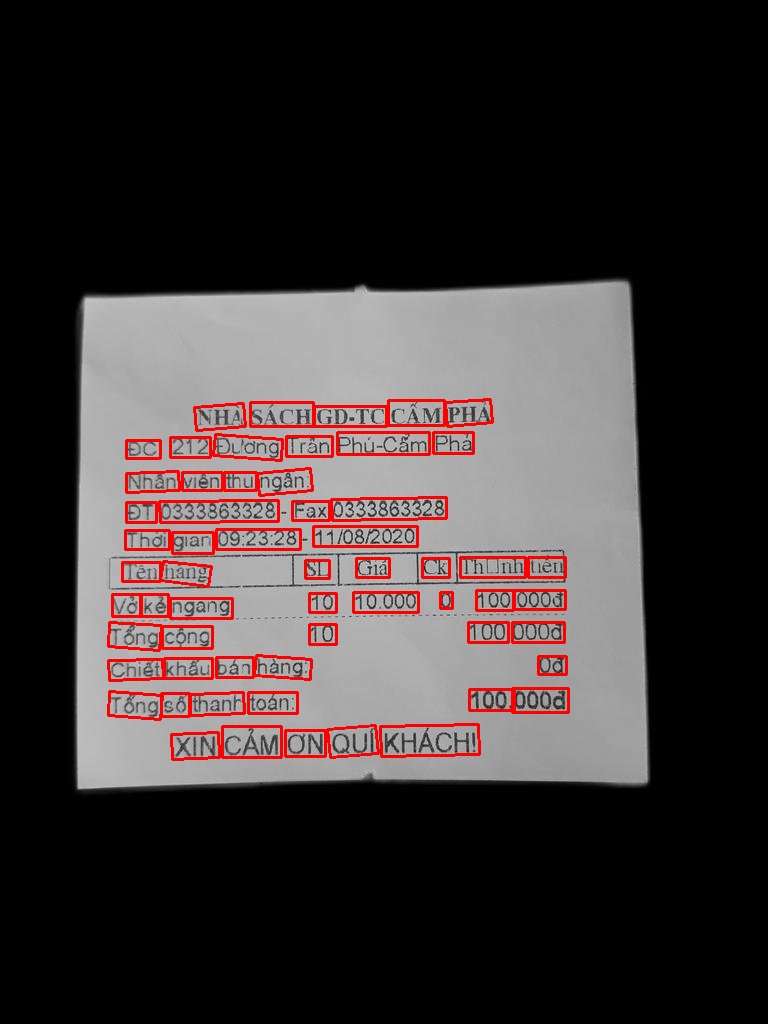 NHA SÁCH GD-TC CẨM PHẢ
ĐC 212 Đường Trần Phú-Cẩm Phả
Nhân viên thu ngân:
ĐT 0333863328 - Fax 0333863328
Thời gian 09:23:28 - 11/08/2020
Tên hàng SL Giá Ck Th□nh tiền
Vở kẻ ngang 10 10.000 0 100.000đ
Tổng cộng 10 100.000đ
Chiết khấu bán hàng: 0đ
Tổng số thanh toán: 100.000đ
XIN CẢM ƠN QUÍ KHÁCH!